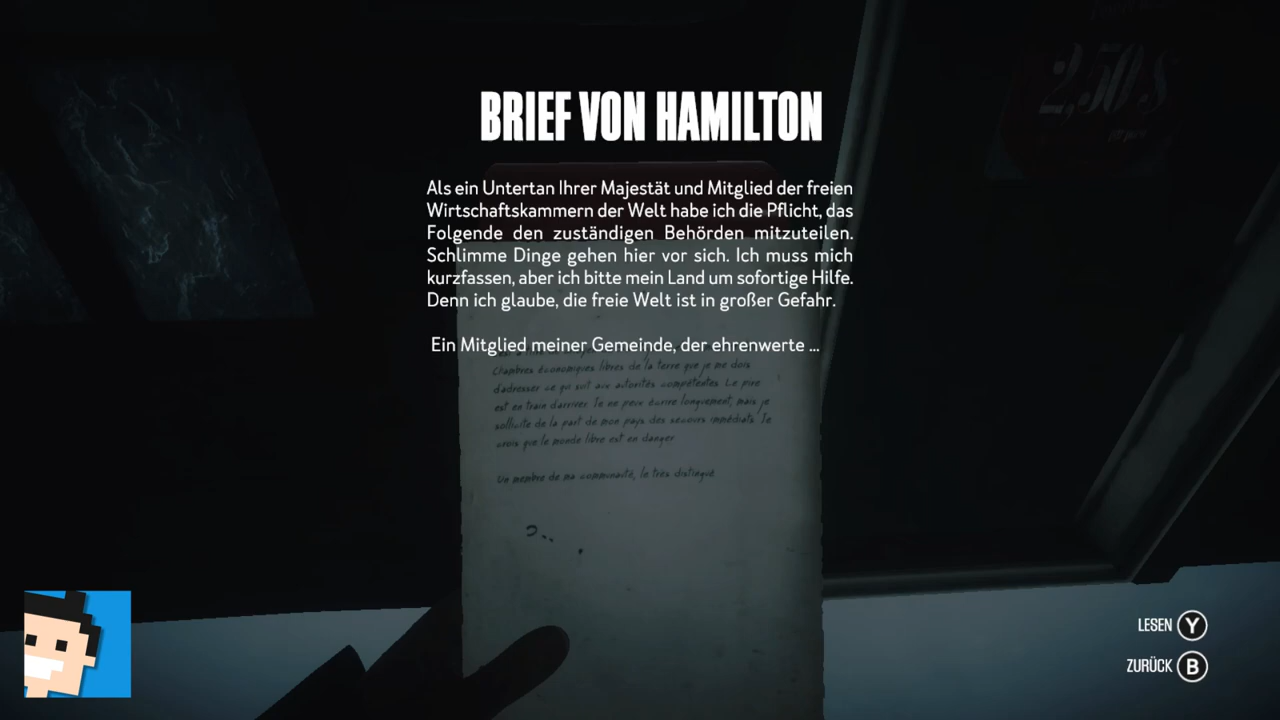 2,50 $
BRIEF VON HAMILTON
Als ein Untertan Ihrer Majestät und Mitglied der freien
Wirtschaftskammern der Welt habe ich die Pflicht, das
Folgende den zuständigen Behörden mitzuteilen.
Schlimme Dinge gehen hier vor sich. Ich muss mich
kurzfassen, aber ich bitte mein Land um sofortige Hilfe.
Denn ich glaube, die freie Welt ist in großer Gefahr.
Ein Mitglied meiner Gemeinde, der ehrenwerte ...
Chambres économiques libres de la terre que je me dois
d'adresser ce qui suit aux autorités compétentes. Le pire
est en train d'arriver. Je ne peux écrire longuement, mais je
sollicite de la part de mon pays des secours immédiats. Je
crois que le monde libre est en danger
Un membre de ma communauté, le très distingué
LESEN Y
ZURÜCK B